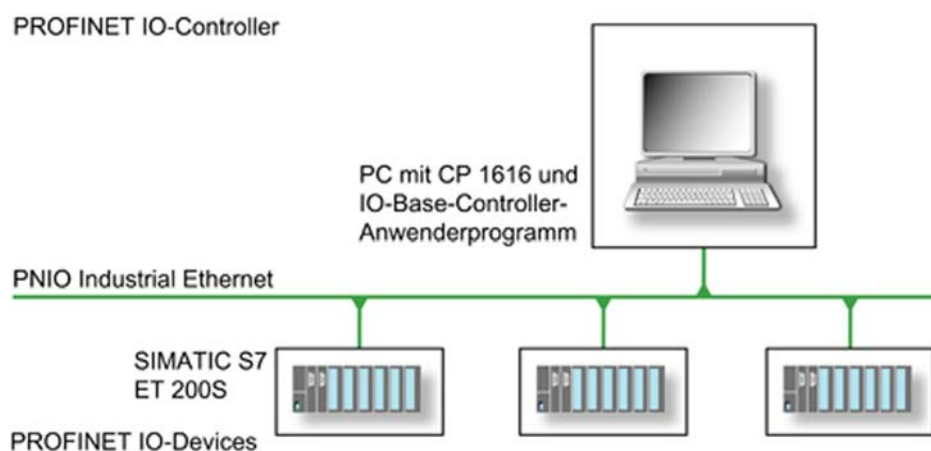 PROFINET IO-Controller
PC mit CP 1616 und
IO-Base-Controller-
Anwenderprogramm
PNIO Industrial Ethernet
SIMATIC S7
ET 200S
PROFINET IO-Devices